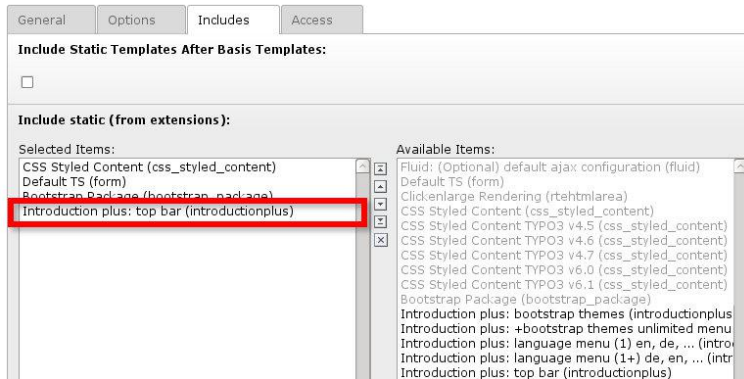 General Options Includes Access
Include Static Templates After Basis Templates:
Include static (from extensions):
Selected Items:
CSS Styled Content (css_styled_content)
Default TS (form)
Bootstrap Package (bootstrap_package)
Introduction plus: top bar (introductionplus)
Available Items:
Fluid: (Optional) default ajax configuration (fluid)
Default TS (form)
Clickenlarge Rendering (rtehtmlarea)
CSS Styled Content (css_styled_content)
CSS Styled Content TYPO3 v4.5 (css_styled_content)
CSS Styled Content TYPO3 v4.6 (css_styled_content)
CSS Styled Content TYPO3 v4.7 (css_styled_content)
CSS Styled Content TYPO3 v6.0 (css_styled_content)
CSS Styled Content TYPO3 v6.1 (css_styled_content)
Bootstrap Package (bootstrap_package)
Introduction plus: bootstrap themes (introductionplus
Introduction plus: +bootstrap themes unlimited menu
Introduction plus: language menu (1) en, de, ... (intro
Introduction plus: language menu (1+) de, en, ... (intr
Introduction plus: top bar (introductionplus)